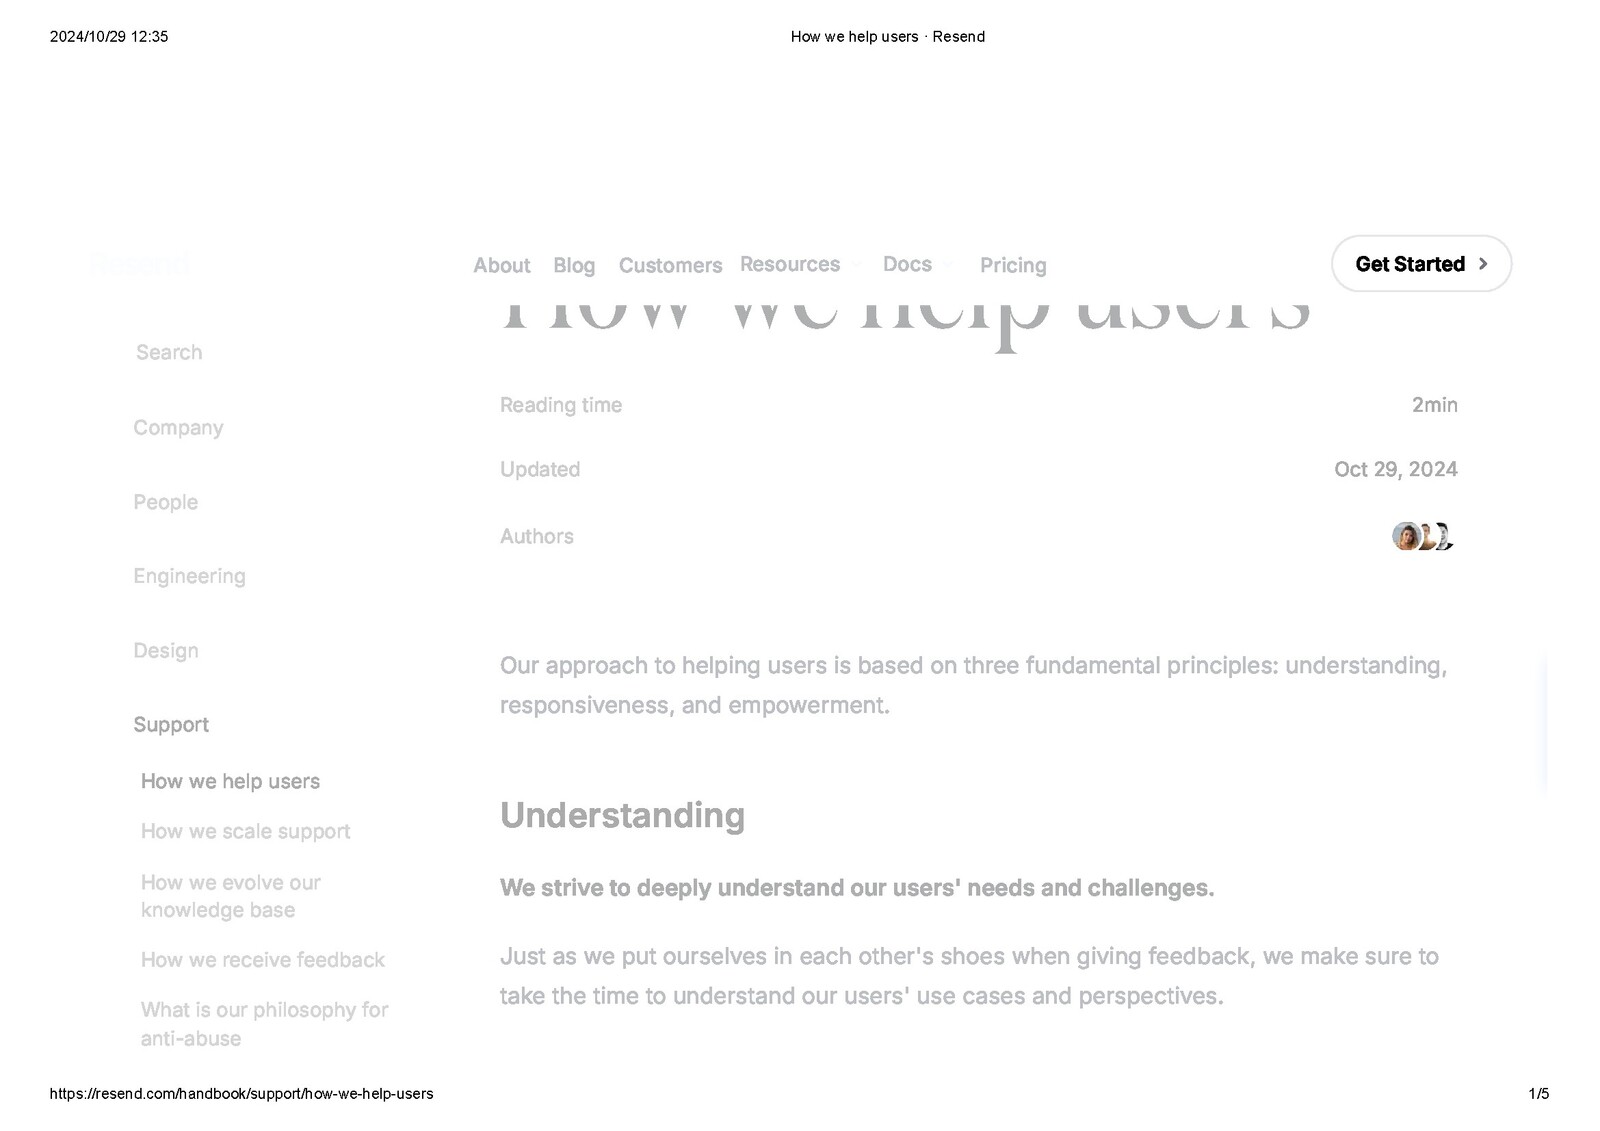 2024/10/29 12:35
How we help users · Resend
Resend
About Blog Customers Resources Docs Pricing
Get Started
How we help users
Search
Company
People
Engineering
Design
Support
How we help users
How we scale support
How we evolve our
knowledge base
How we receive feedback
What is our philosophy for
anti-abuse
Reading time
2min
Updated
Oct 29, 2024
Authors
Our approach to helping users is based on three fundamental principles: understanding,
responsiveness, and empowerment.
Understanding
We strive to deeply understand our users' needs and challenges.
Just as we put ourselves in each other's shoes when giving feedback, we make sure to
take the time to understand our users' use cases and perspectives.
https://resend.com/handbook/support/how-we-help-users
1/5